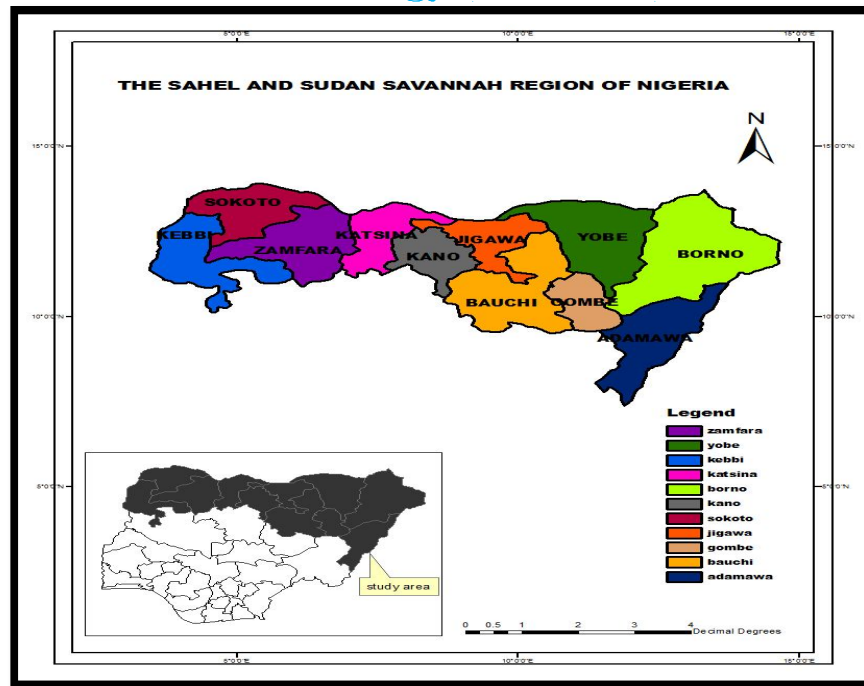 5°0'0"E 10°0'0"E 15°0'0"E
THE SAHEL AND SUDAN SAVANNAH REGION OF NIGERIA
N
15°0'0"N 15°0'0"N
SOKOTO
KEBBI
KATSINA
ZAMFARA
KANO
JIGAWA
YOBE
BORNO
BAUCHI
GOMBE
10°0'0"N 10°0'0"N
ADAMAWA
Legend
zamfara
yobe
kebbi
katsina
borno
kano
sokoto
jigawa
gombe
bauchi
adamawa
5°0'0"N 5°0'0"N
study area
0 0.5 1 2 3 4
Decimal Degrees
5°0'0"E 10°0'0"E 15°0'0"E